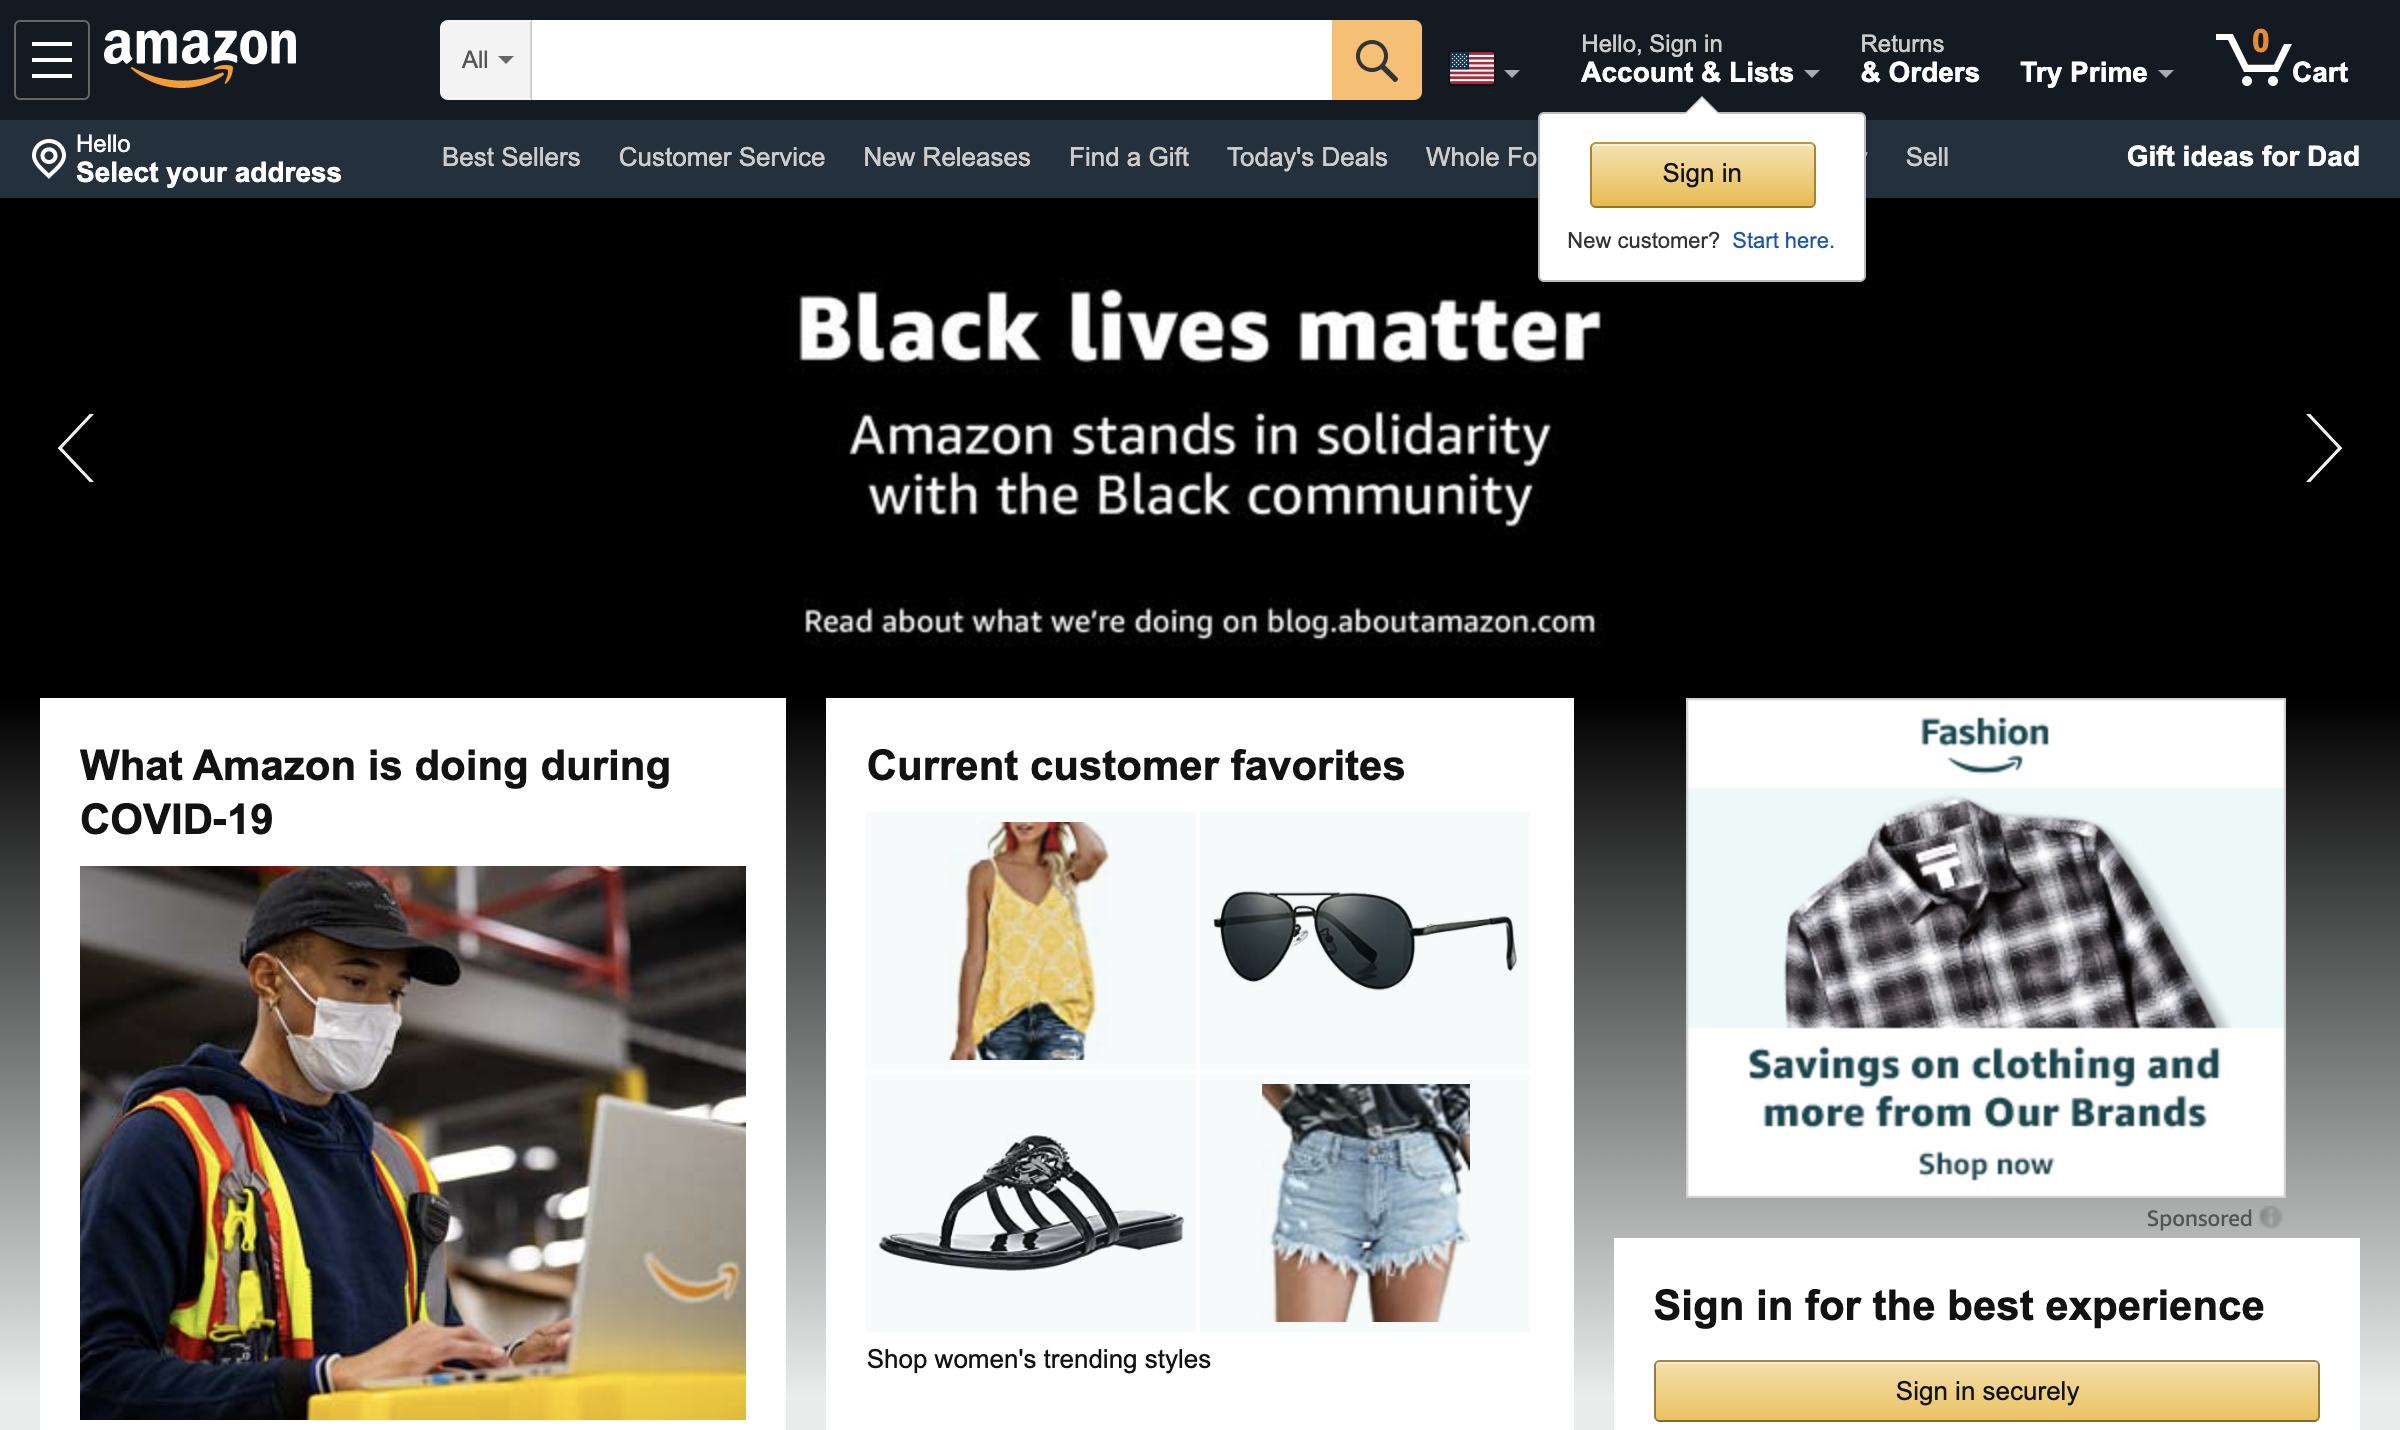 amazon
All
Hello, Sign in
Account & Lists
Returns
& Orders
Try Prime
0
Cart
Hello
Select your address
Best Sellers
Customer Service
New Releases
Find a Gift
Today's Deals
Whole Fo
Sell
Gift ideas for Dad
Sign in
New customer? Start here.
Black lives matter
Amazon stands in solidarity
with the Black community
Read about what we're doing on blog.aboutamazon.com
What Amazon is doing during
COVID-19
Current customer favorites
Shop women's trending styles
Fashion
Savings on clothing and
more from Our Brands
Shop now
Sponsored
Sign in for the best experience
Sign in securely